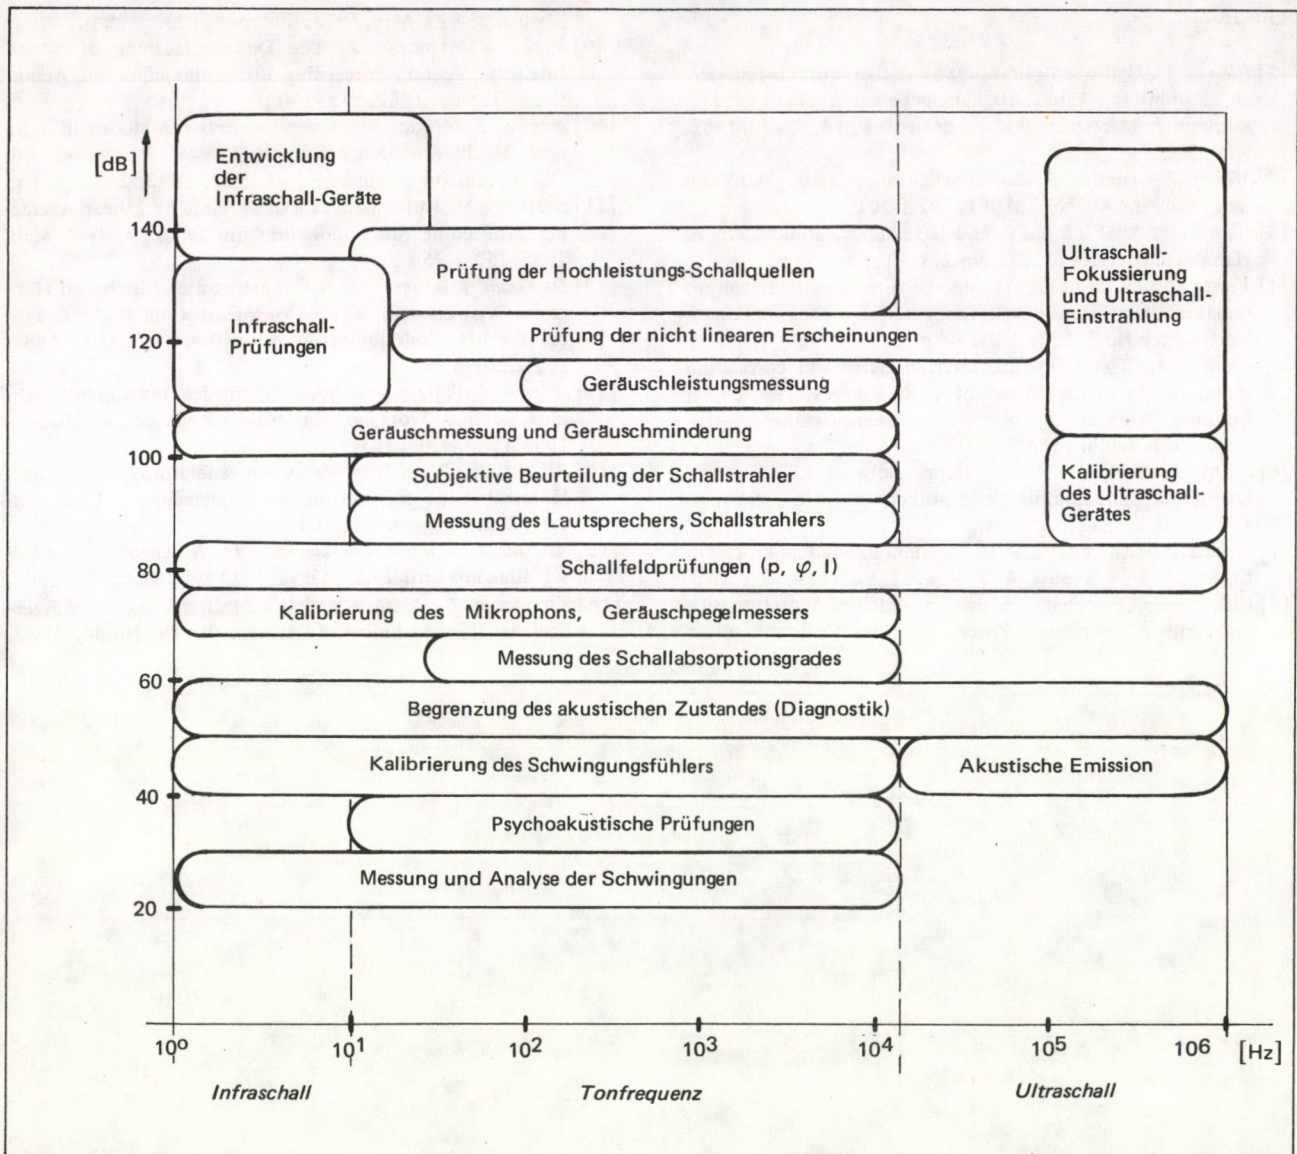 [dB]
Entwicklung
der
Infraschall-Geräte
140
Prüfung der Hochleistungs-Schallquellen
Ultraschall-
Fokussierung
und Ultraschall-
Einstrahlung
Infraschall-
Prüfungen
120
Prüfung der nicht linearen Erscheinungen
Geräuschleistungsmessung
Geräuschmessung und Geräuschminderung
100
Subjektive Beurteilung der Schallstrahler
Kalibrierung
des Ultraschall-
Gerätes
Messung des Lautsprechers, Schallstrahlers
80
Schallfeldprüfungen (p, φ, I)
Kalibrierung des Mikrophons, Geräuschpegelmessers
Messung des Schallabsorptionsgrades
60
Begrenzung des akustischen Zustandes (Diagnostik)
Kalibrierung des Schwingungsfühlers
Akustische Emission
40
Psychoakustische Prüfungen
Messung und Analyse der Schwingungen
20
10⁰ 10¹ 10² 10³ 10⁴ 10⁵ 10⁶ [Hz]
Infraschall Tonfrequenz Ultraschall